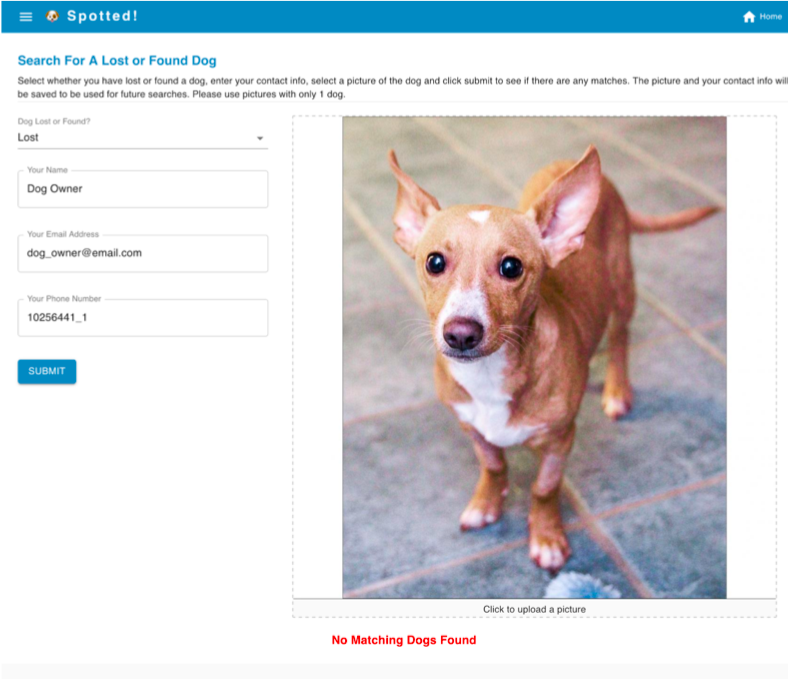 Spotted!
Home
Search For A Lost or Found Dog
Select whether you have lost or found a dog, enter your contact info, select a picture of the dog and click submit to see if there are any matches. The picture and your contact info will
be saved to be used for future searches. Please use pictures with only 1 dog.
Dog Lost or Found?
Lost
Your Name
Dog Owner
Your Email Address
dog_owner@email.com
Your Phone Number
10256441_1
SUBMIT
Click to upload a picture
No Matching Dogs Found